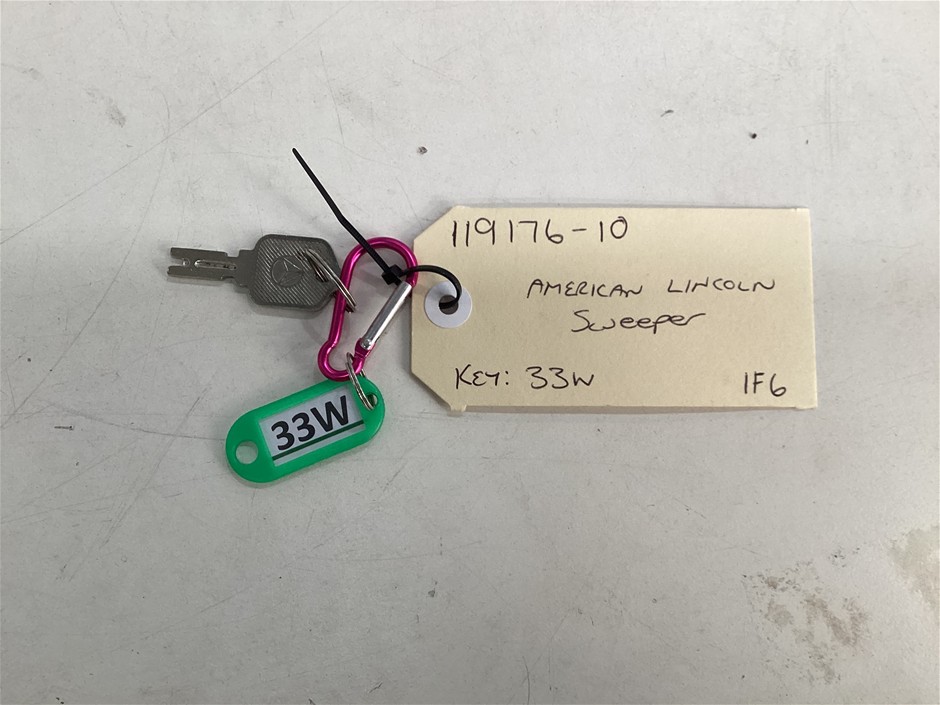 119176-10
AMERICAN LINCOLN
Sweeper
KEY: 33W
1F6
33W